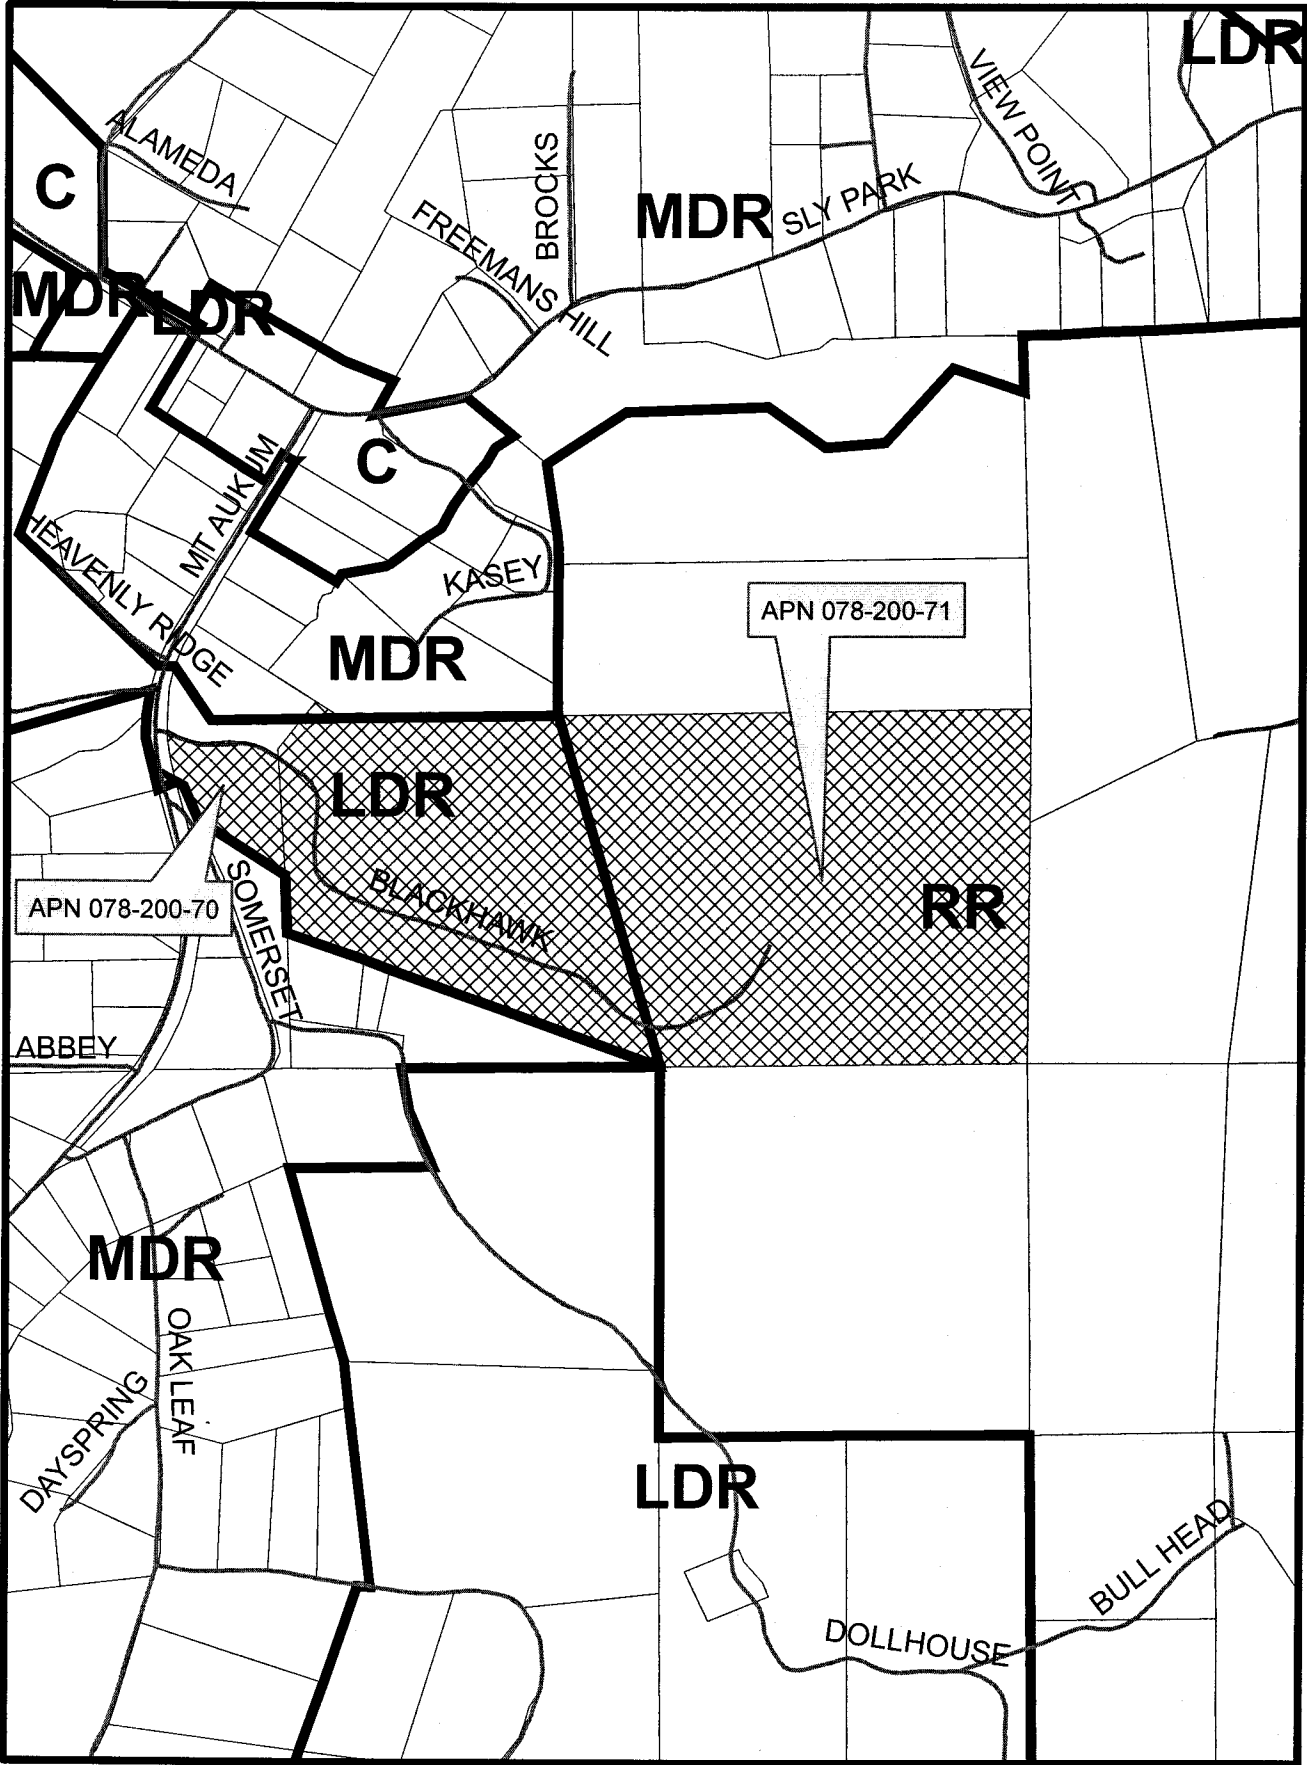 LDR
VIEW POINT
ALAMEDA
C
BROCKS
MDR
SLY PARK
FREEMANS HILL
MDR
LDR
C
MT AUKUM
HEAVENLY RIDGE
KASEY
APN 078-200-71
MDR
LDR
BLACKHAWK
RR
APN 078-200-70
SOMERSET
ABBEY
MDR
OAK LEAF
DAYSPRING
LDR
BULL HEAD
DOLLHOUSE